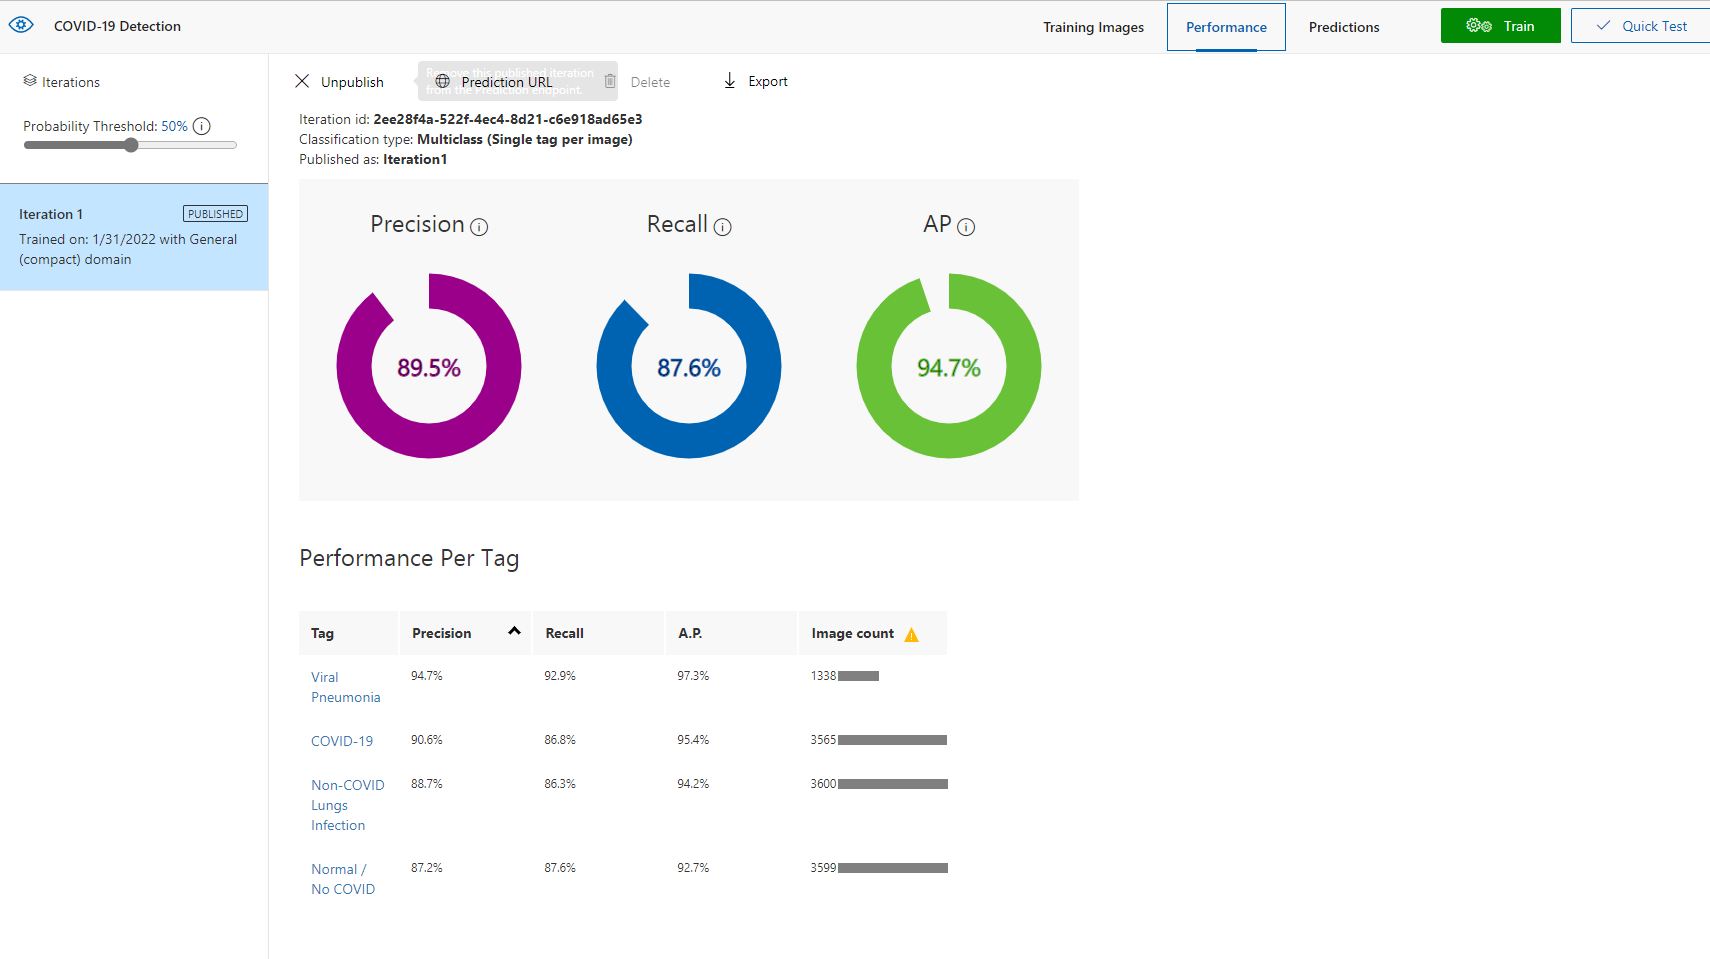 COVID-19 Detection
Training Images
Performance
Predictions
Train
Quick Test
Iterations
Probability Threshold: 50%
Iteration 1
PUBLISHED
Trained on: 1/31/2022 with General
(compact) domain
Unpublish
Remove this published iteration
from the Prediction endpoint.
Prediction URL
Delete
Export
Iteration id: 2ee28f4a-522f-4ec4-8d21-c6e918ad65e3
Classification type: Multiclass (Single tag per image)
Published as: Iteration1
Precision
Recall
AP
89.5%
87.6%
94.7%
Performance Per Tag
Tag Precision Recall A.P. Image count
Viral 94.7% 92.9% 97.3% 1338
Pneumonia
COVID-19 90.6% 86.8% 95.4% 3565
Non-COVID 88.7% 86.3% 94.2% 3600
Lungs
Infection
Normal / 87.2% 87.6% 92.7% 3599
No COVID